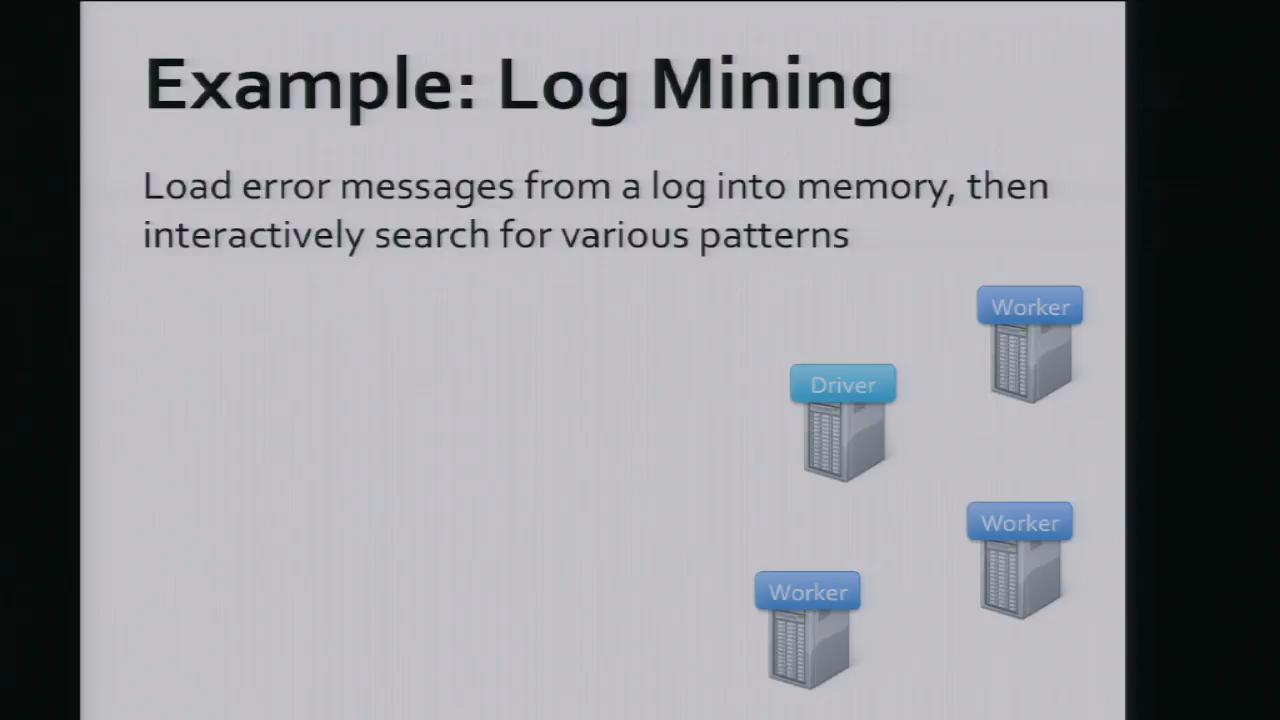 Example: Log Mining
Load error messages from a log into memory, then
interactively search for various patterns
Worker
Driver
Worker
Worker